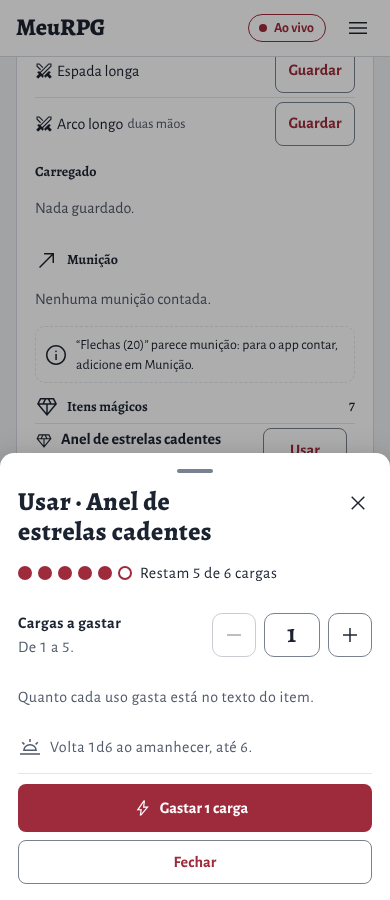 MeuRPG
Ao vivo
Espada longa
Guardar
Arco longo duas mãos
Guardar
Carregado
Nada guardado.
Munição
Nenhuma munição contada.
“Flechas (20)” parece munição: para o app contar,
adicione em Munição.
Itens mágicos
7
Anel de estrelas cadentes
Usar
Usar · Anel de
estrelas cadentes
Restam 5 de 6 cargas
Cargas a gastar
De 1 a 5.
1
Quanto cada uso gasta está no texto do item.
Volta 1d6 ao amanhecer, até 6.
Gastar 1 carga
Fechar